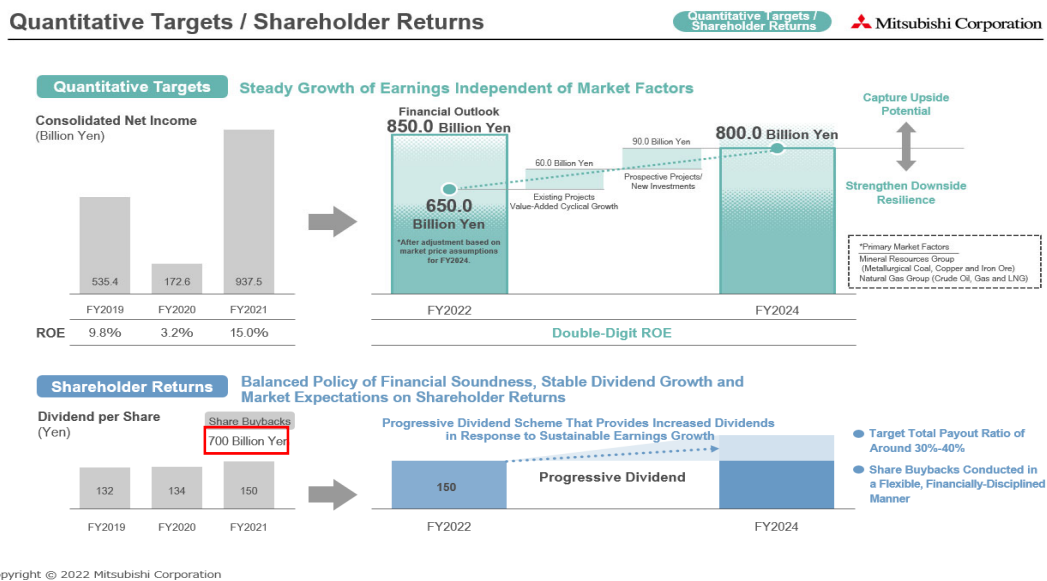 Quantitative Targets / Shareholder Returns
Quantitative Targets /
Shareholder Returns
Mitsubishi Corporation
Quantitative Targets
Steady Growth of Earnings Independent of Market Factors
Consolidated Net Income
(Billion Yen)
535.4
172.6
937.5
FY2019
FY2020
FY2021
ROE
9.8%
3.2%
15.0%
Financial Outlook
850.0 Billion Yen
650.0
Billion Yen
*After adjustment based on
market price assumptions
for FY2024.
60.0 Billion Yen
Existing Projects
Value-Added Cyclical Growth
90.0 Billion Yen
Prospective Projects/
New Investments
800.0 Billion Yen
FY2022
FY2024
Double-Digit ROE
Capture Upside
Potential
Strengthen Downside
Resilience
*Primary Market Factors
Mineral Resources Group
(Metallurgical Coal, Copper and Iron Ore)
Natural Gas Group (Crude Oil, Gas and LNG)
Shareholder Returns
Balanced Policy of Financial Soundness, Stable Dividend Growth and
Market Expectations on Shareholder Returns
Dividend per Share
(Yen)
Share Buybacks
700 Billion Yen
132
134
150
FY2019
FY2020
FY2021
Progressive Dividend Scheme That Provides Increased Dividends
in Response to Sustainable Earnings Growth
150
Progressive Dividend
FY2022
FY2024
Target Total Payout Ratio of
Around 30%-40%
Share Buybacks Conducted in
a Flexible, Financially-Disciplined
Manner
opyright © 2022 Mitsubishi Corporation